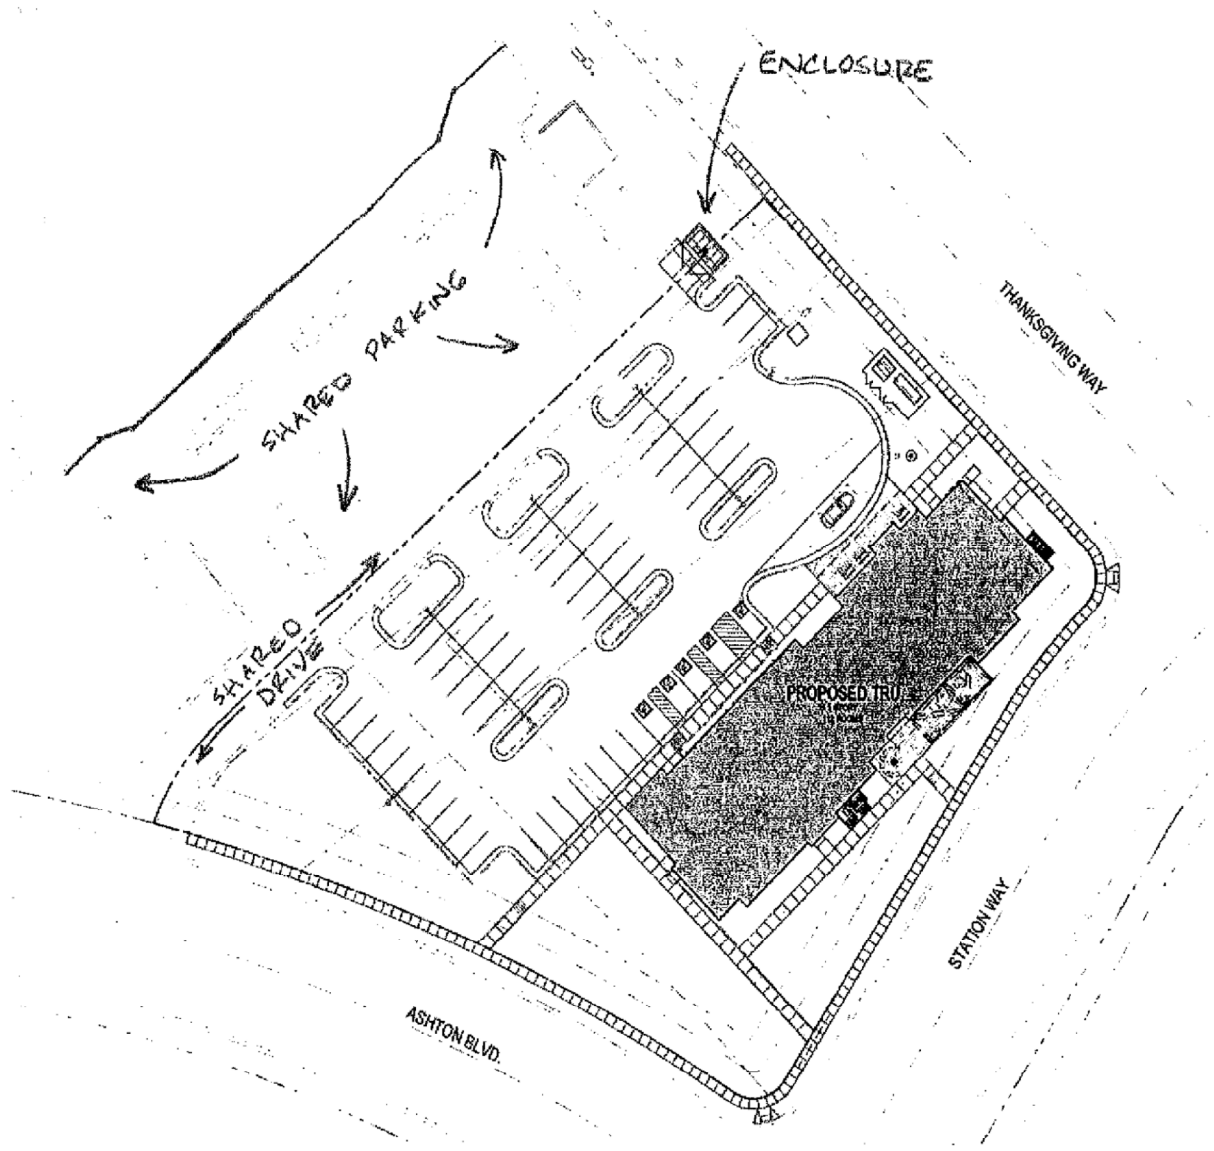 ENCLOSURE
THANKSGIVING WAY
SHARED PARKING
SHARED
DRIVE
PROPOSED TRU
STATION WAY
ASHTON BLVD.